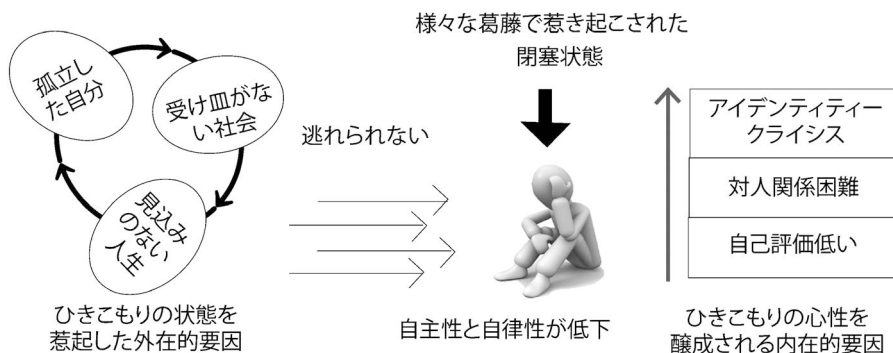 孤立し
た自分
受け皿がな
い社会
見込み
のない
人生
ひきこもりの状態を
惹起した外在的要因
逃れられない
様々な葛藤で惹き起こされた
閉塞状態
自主性と自律性が低下
アイデンティティー
クライシス
対人関係困難
自己評価低い
ひきこもりの心性を
醸成される内在的要因